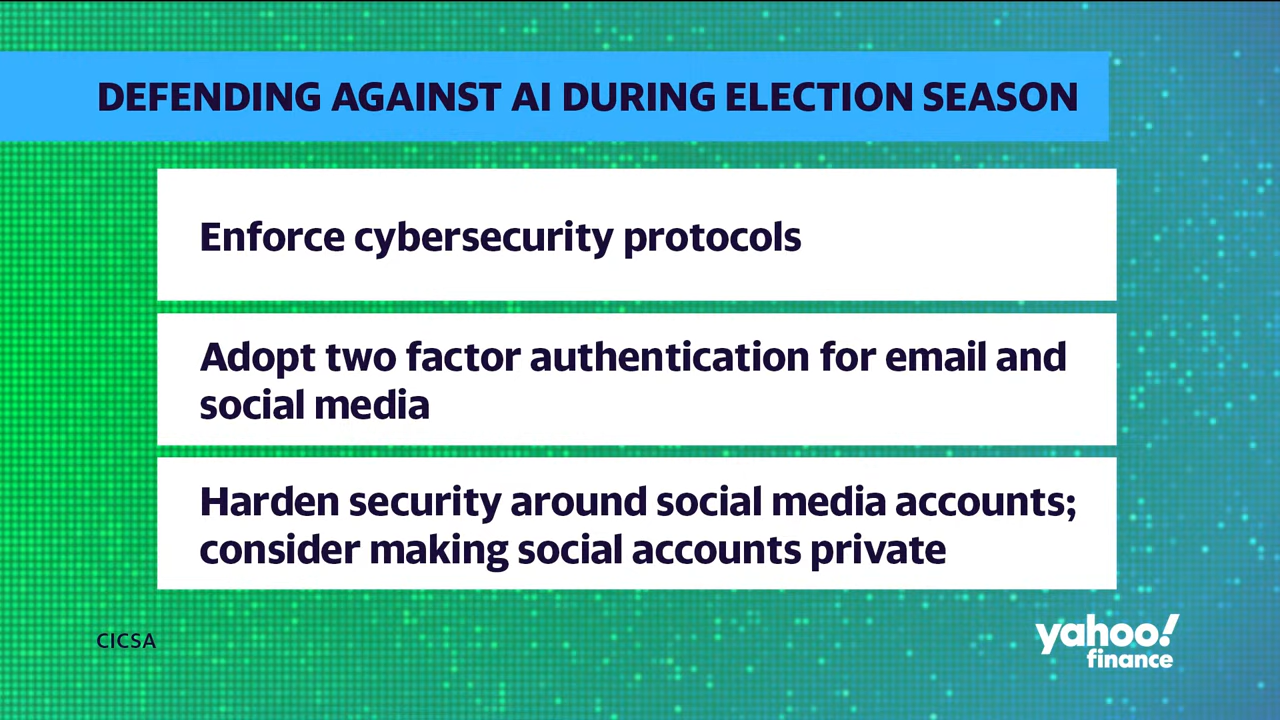 DEFENDING AGAINST AI DURING ELECTION SEASON
Enforce cybersecurity protocols
Adopt two factor authentication for email and
social media
Harden security around social media accounts;
consider making social accounts private
CICSA
yahoo!
finance